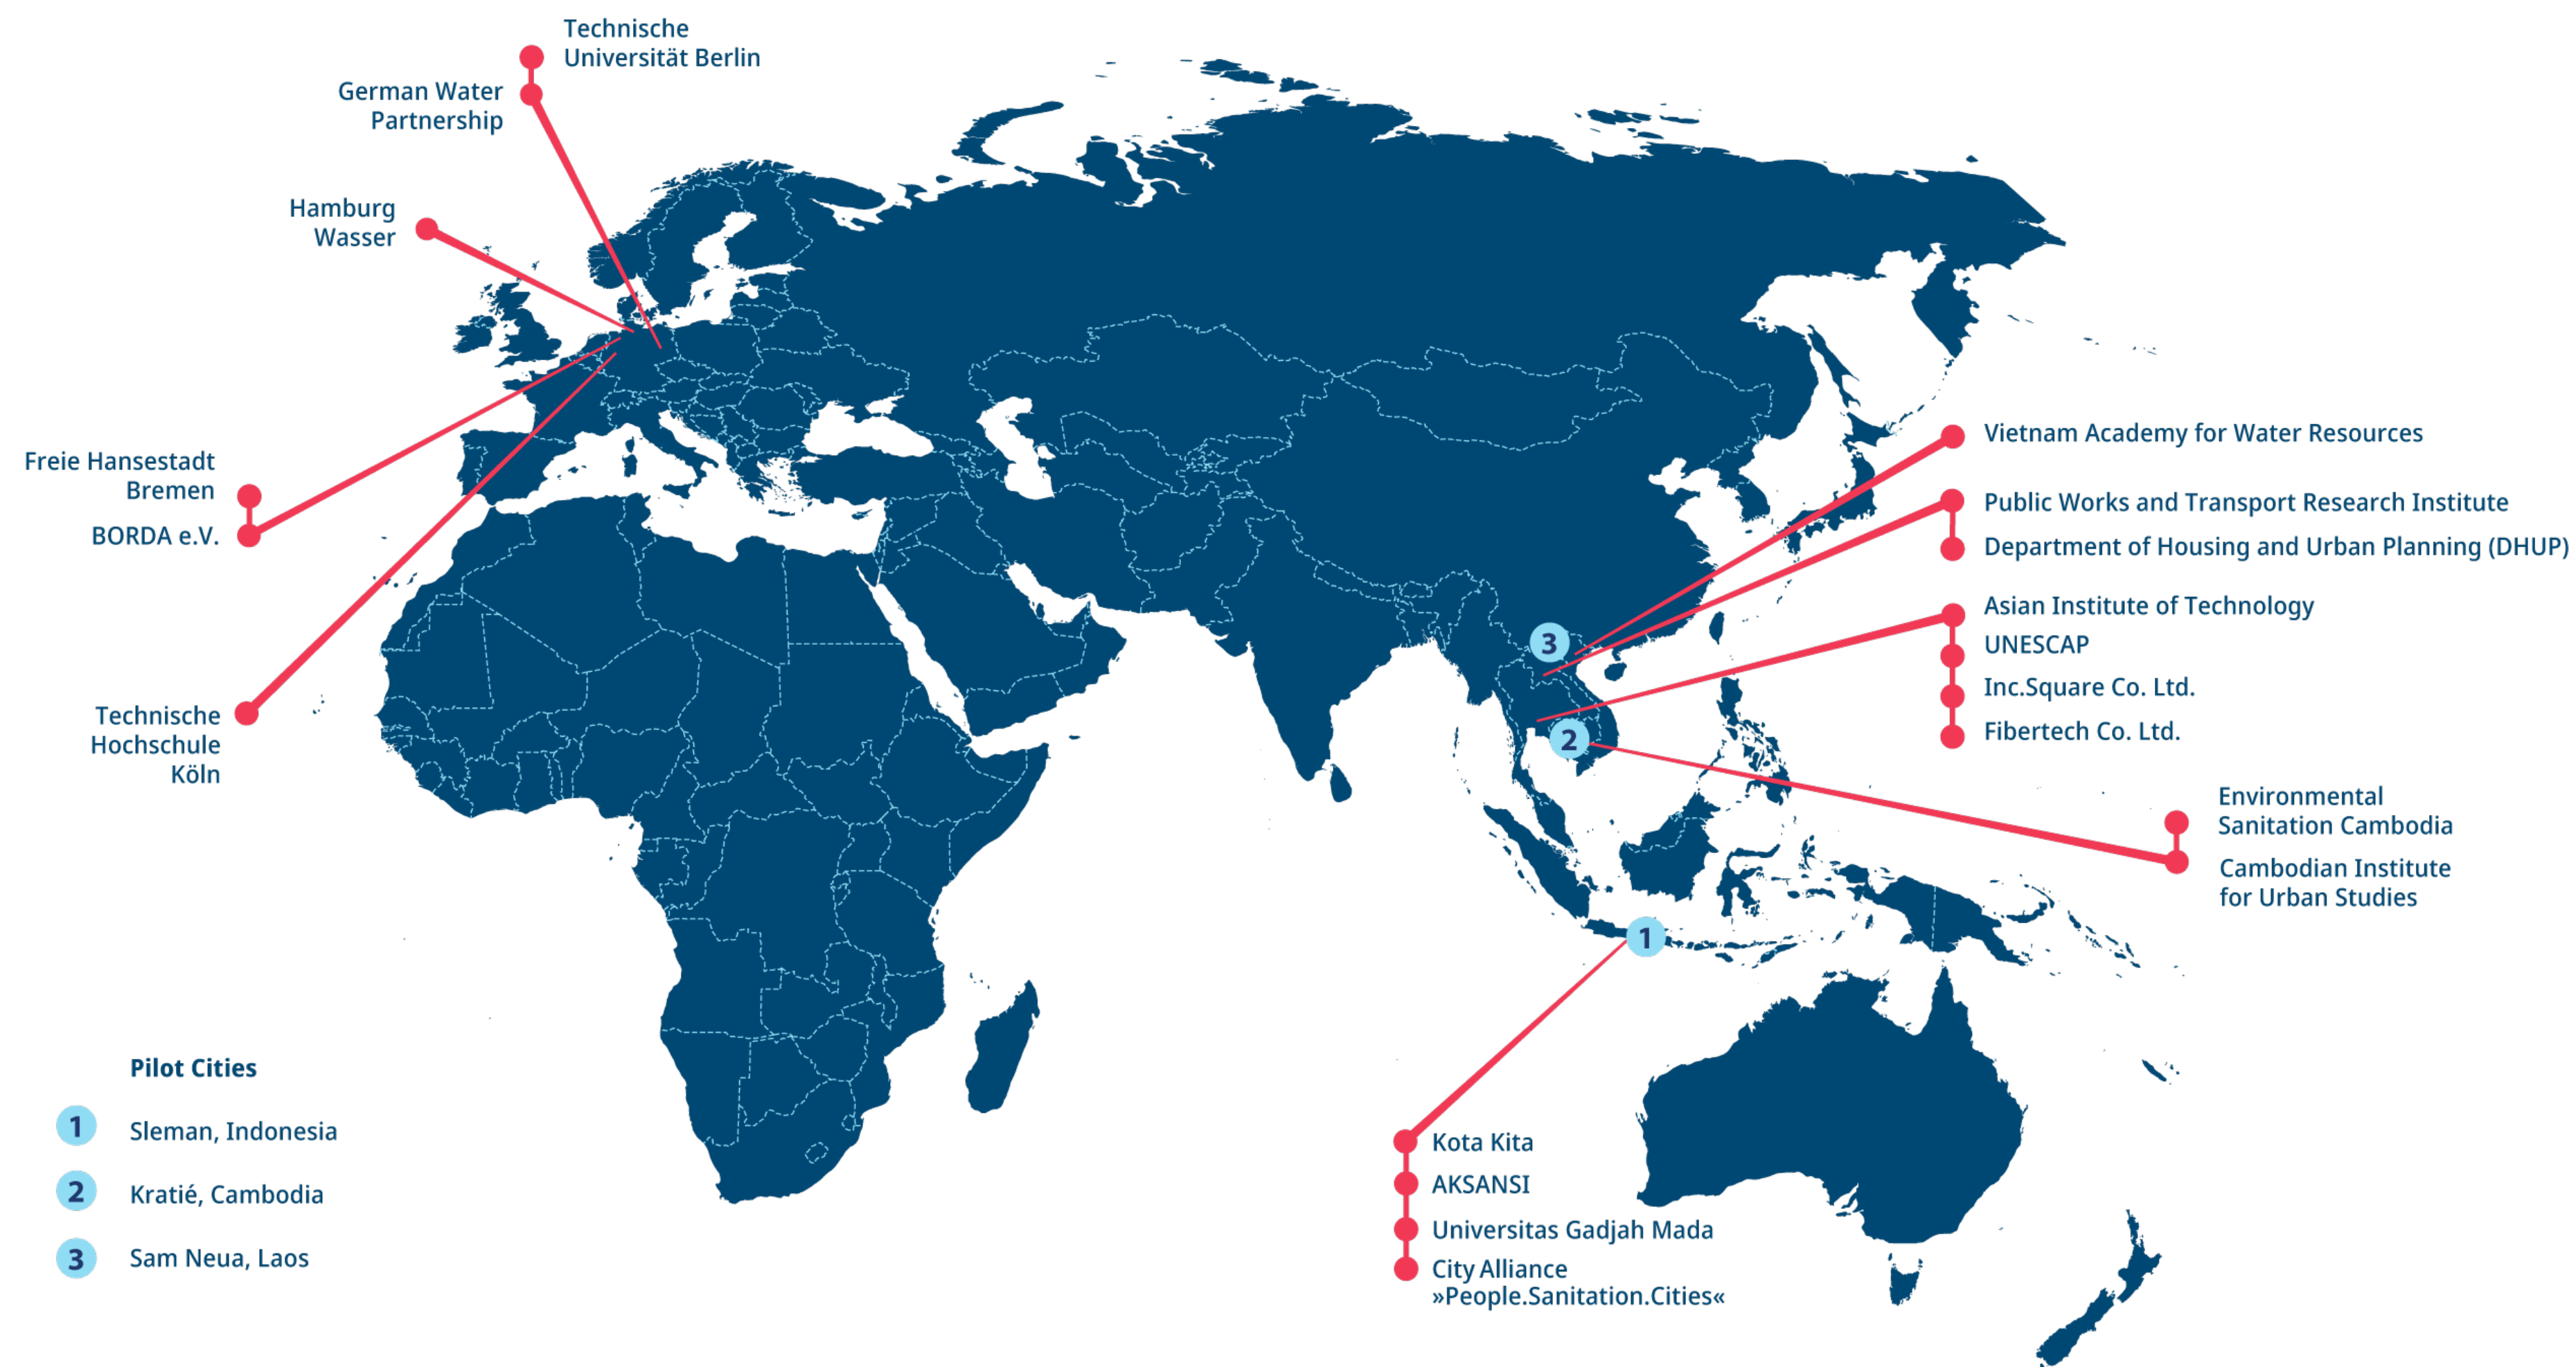 Technische
Universität Berlin
German Water
Partnership
Hamburg
Wasser
Freie Hansestadt
Bremen
BORDA e.V.
Technische
Hochschule
Köln
Vietnam Academy for Water Resources
Public Works and Transport Research Institute
Department of Housing and Urban Planning (DHUP)
Asian Institute of Technology
UNESCAP
Inc.Square Co. Ltd.
Fibertech Co. Ltd.
Environmental
Sanitation Cambodia
Cambodian Institute
for Urban Studies
3
2
1
Kota Kita
AKSANSI
Universitas Gadjah Mada
City Alliance
»People.Sanitation.Cities«
Pilot Cities
1 Sleman, Indonesia
2 Kratié, Cambodia
3 Sam Neua, Laos